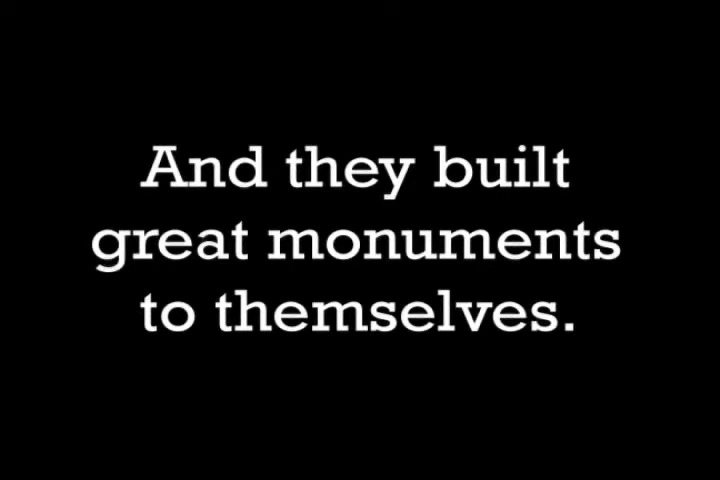 And they built
great monuments
to themselves.